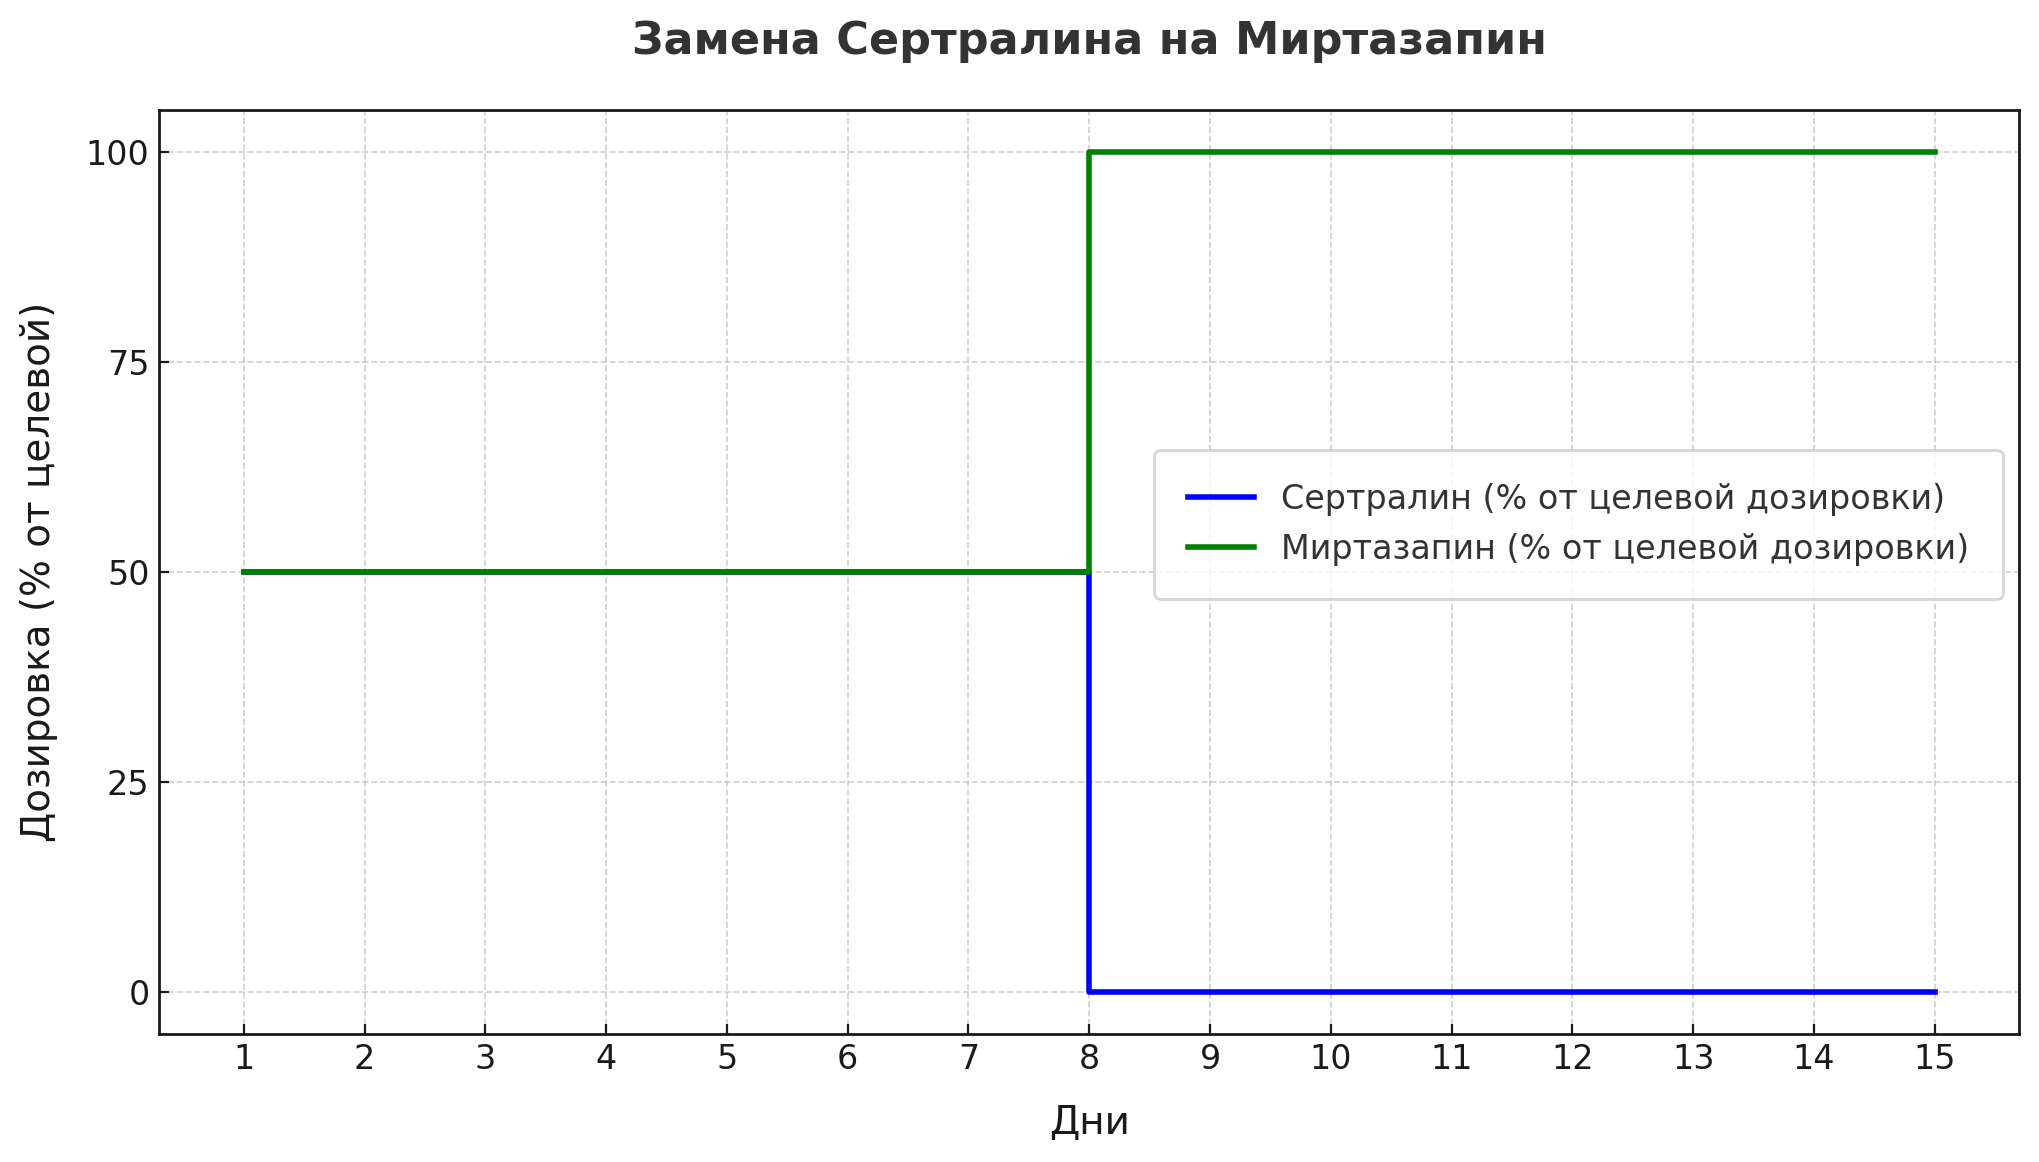 Замена Сертралина на Миртазапин
Дозировка (% от целевой)
100
75
50
25
0
Сертралин (% от целевой дозировки)
Миртазапин (% от целевой дозировки)
1 2 3 4 5 6 7 8 9 10 11 12 13 14 15
Дни